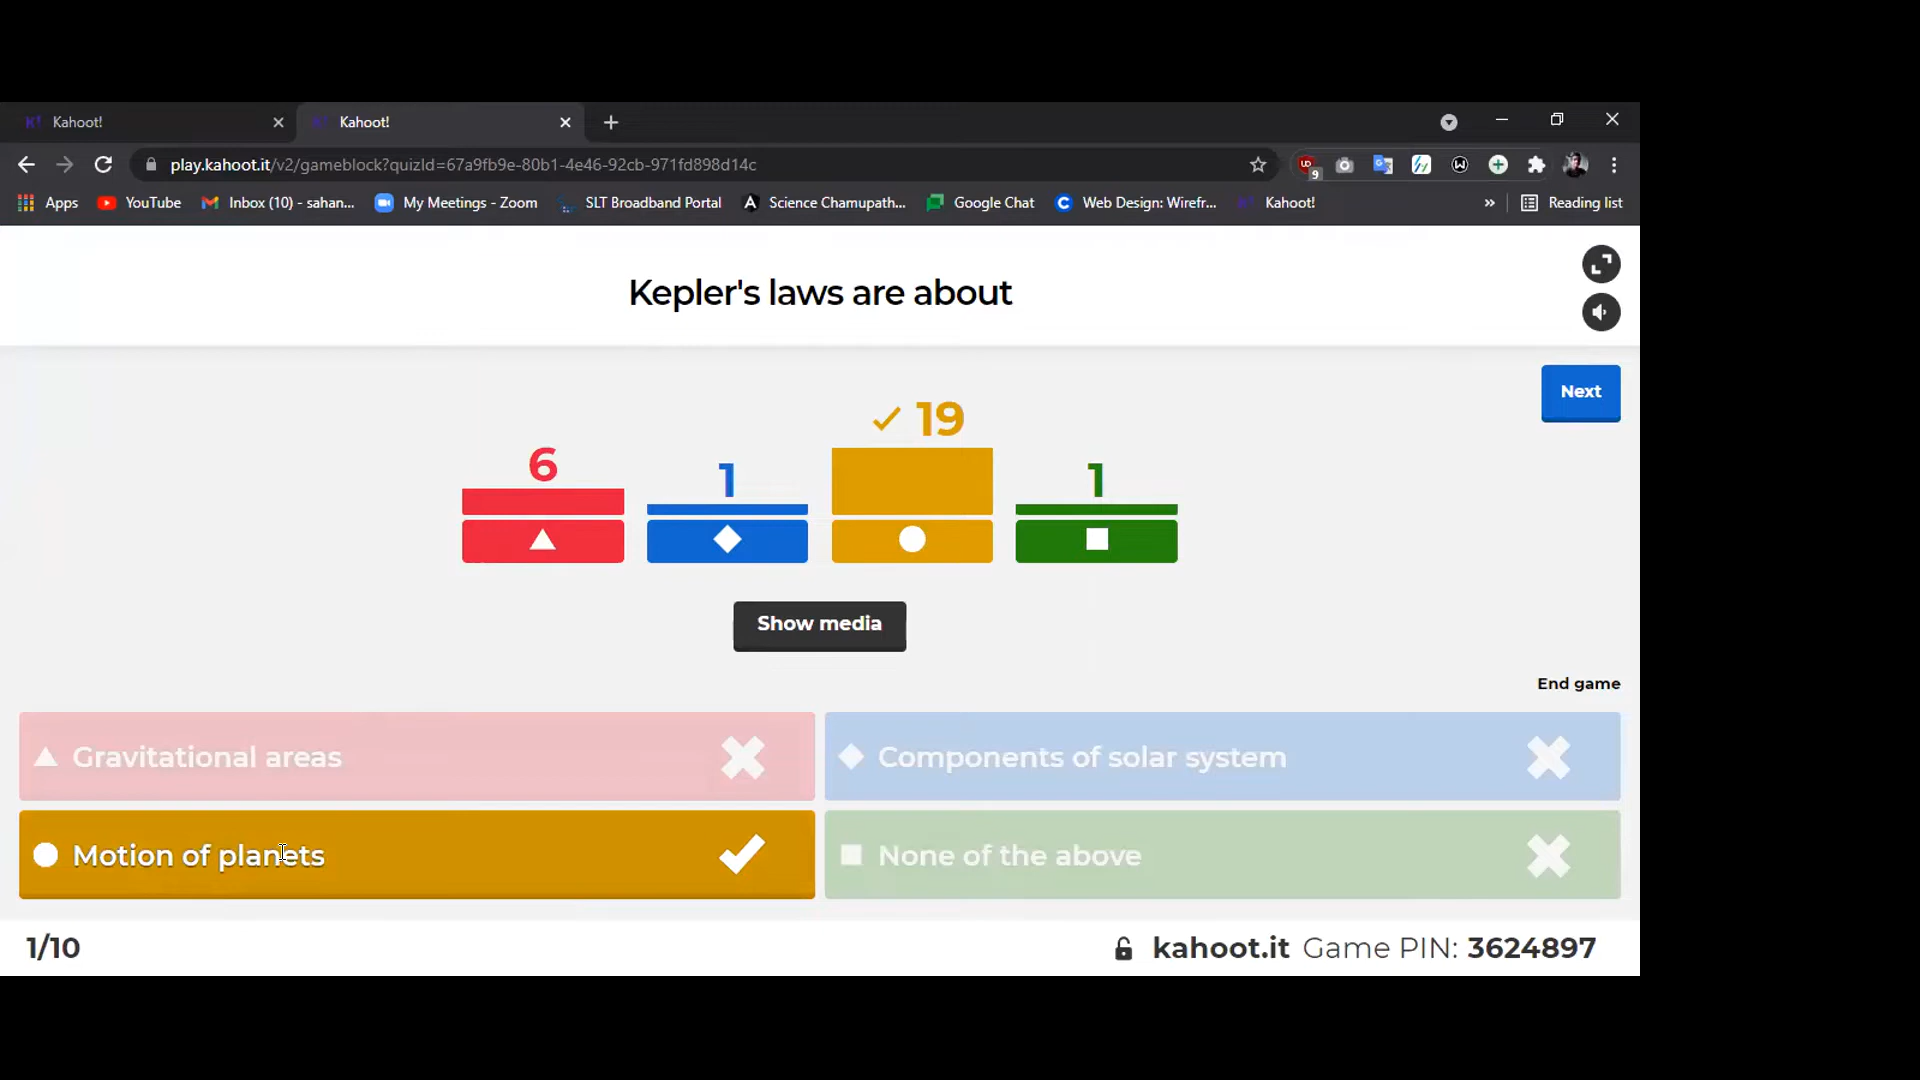 Kahoot!
Kahoot!
play.kahoot.it/v2/gameblock?quizId=67a9fb9e-80b1-4e46-92cb-971fd898d14c
9
Apps YouTube Inbox (10) - sahan... My Meetings - Zoom SLT Broadband Portal Science Chamupath... Google Chat Web Design: Wirefr... Kahoot! » Reading list
Kepler's laws are about
Next
6 1 19 1
Show media
End game
Gravitational areas
Components of solar system
Motion of planets
None of the above
1/10
kahoot.it Game PIN: 3624897